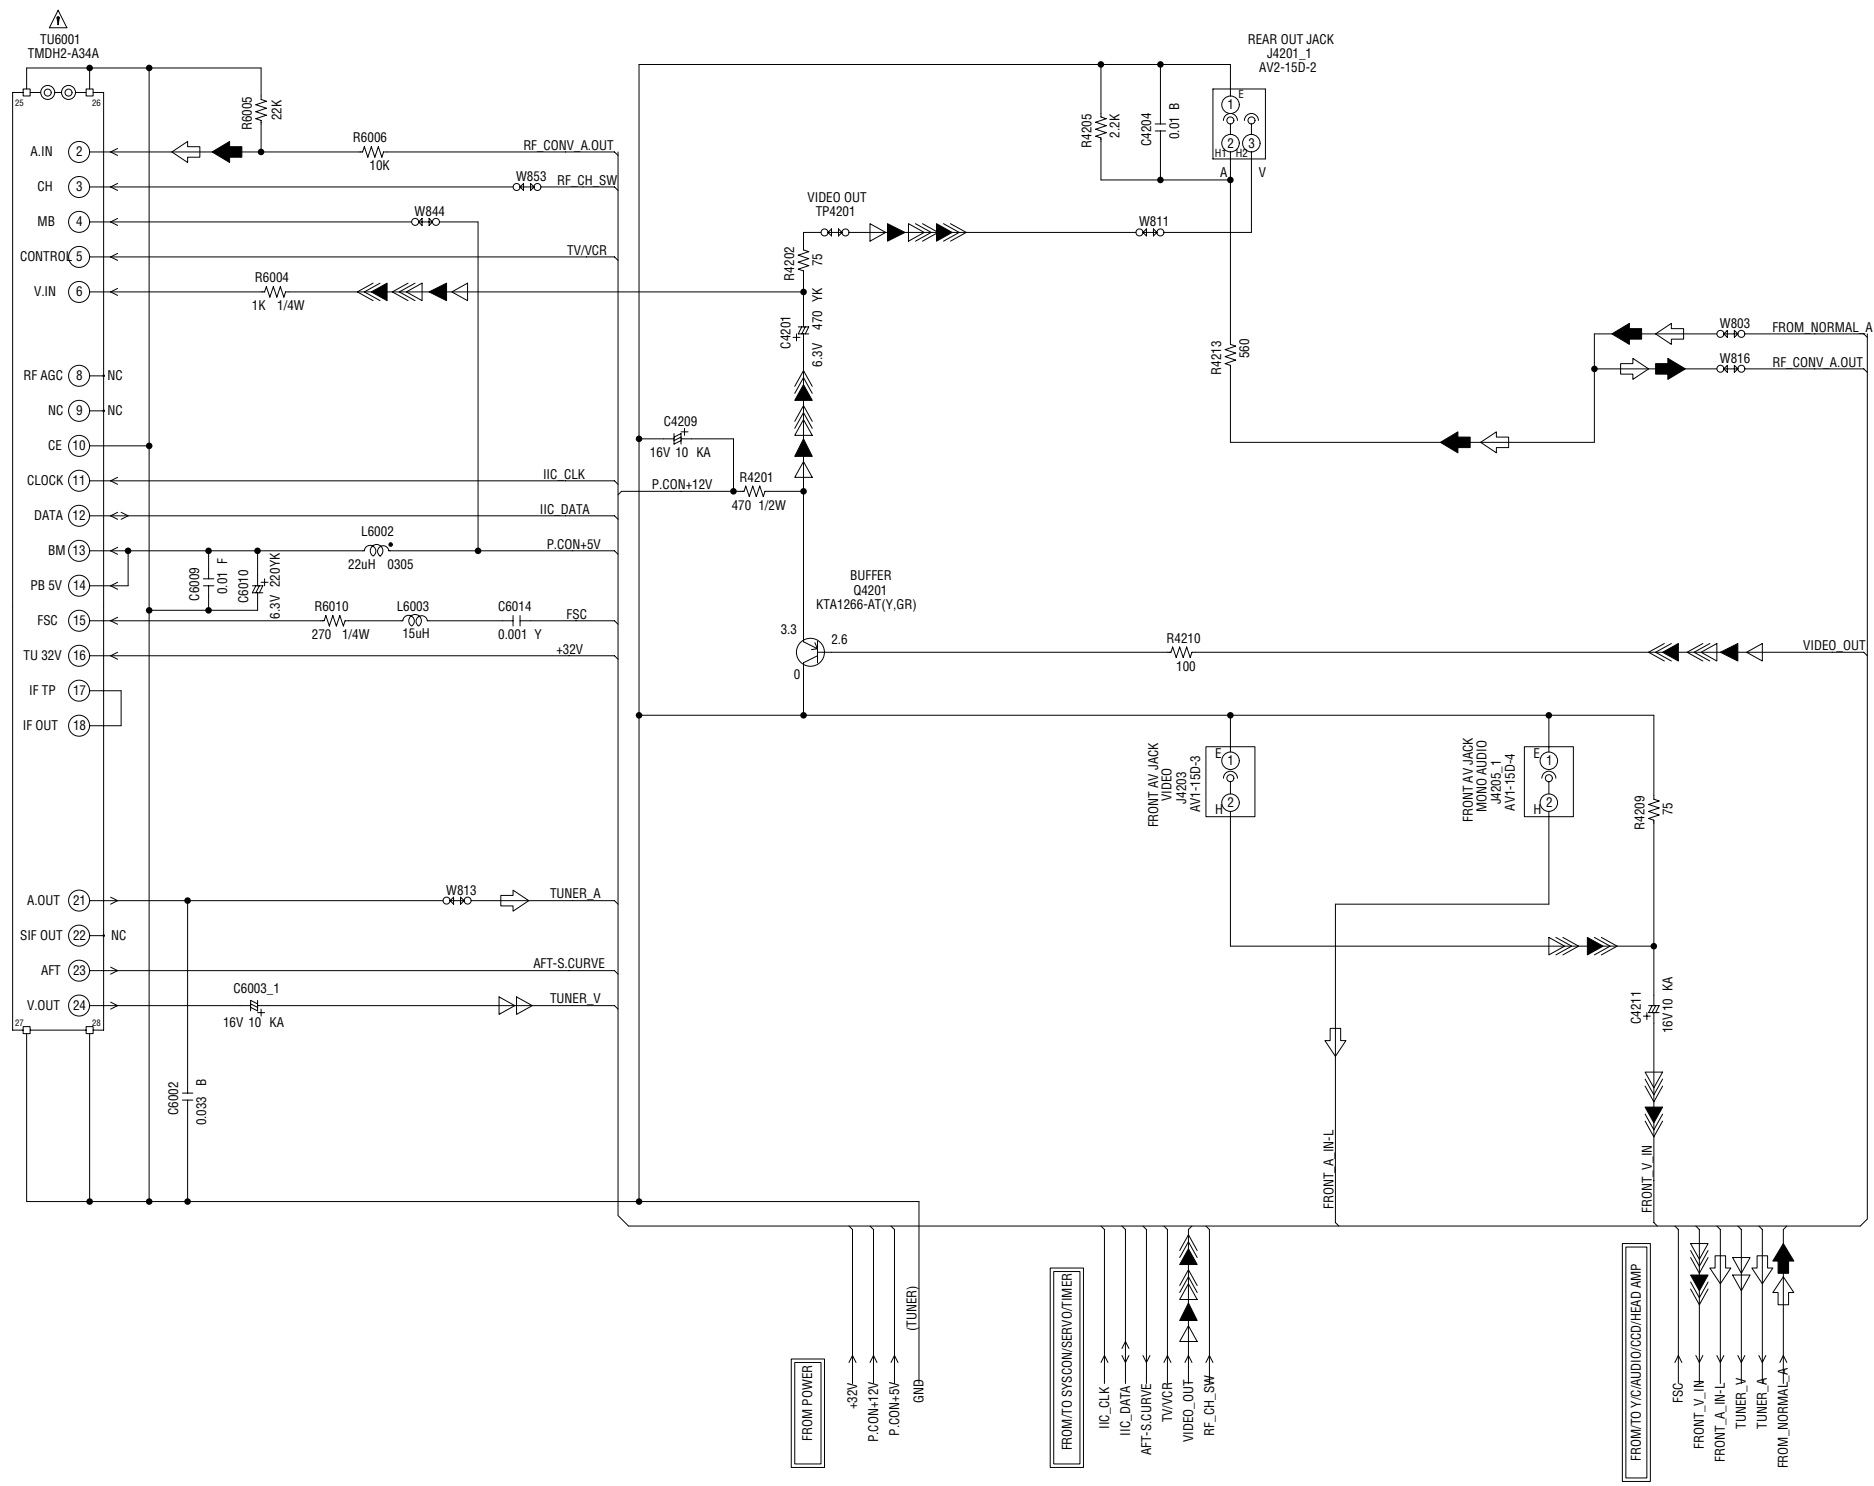 TU6001
TMDH2-A34A
25
26
R6005
22K
A.IN 2
R6006
10K
RF_CONV_A.OUT
CH 3
W853
RF_CH_SW
MB 4
W844
CONTROL 5
TV/VCR
V.IN 6
R6004
1K 1/4W
RF AGC 8 NC
NC 9 NC
CE 10
CLOCK 11
IIC_CLK
DATA 12
IIC_DATA
BM 13
L6002
22uH 0305
P.CON+5V
PB 5V 14
C6009
0.01 F
C6010
6.3V 220YK
FSC 15
R6010
270 1/4W
L6003
15uH
C6014
0.001 Y
FSC
TU 32V 16
+32V
IF TP 17
IF OUT 18
A.OUT 21
W813
TUNER_A
SIF OUT 22 NC
AFT 23
AFT-S.CURVE
V.OUT 24
C6003_1
16V 10 KA
TUNER_V
27
28
C6002
0.033 B
REAR OUT JACK
J4201_1
AV2-15D-2
E
1
2
3
H1
H2
A
V
R4205
2.2K
C4204
0.01 B
VIDEO OUT
TP4201
W811
R4202
75
C4201
6.3V 470 YK
R4213
560
W803
FROM_NORMAL_A
W816
RF_CONV_A.OUT
C4209
16V 10 KA
P.CON+12V
R4201
470 1/2W
BUFFER
Q4201
KTA1266-AT(Y,GR)
3.3
2.6
0
R4210
100
VIDEO_OUT
FRONT AV JACK
VIDEO
J4203
AV1-15D-3
E
1
2
H
FRONT AV JACK
MONO AUDIO
J4205_1
AV1-15D-4
E
1
2
H
R4209
75
C4211
16V10 KA
FRONT_A_IN-L
FRONT_V_IN
FROM POWER
+32V
P.CON+12V
P.CON+5V
GND
(TUNER)
FROM/TO SYSCON/SERVO/TIMER
IIC_CLK
IIC_DATA
AFT-S.CURVE
TV/VCR
VIDEO_OUT
RF_CH_SW
FROM/TO Y/C/AUDIO/CCD/HEAD AMP
FSC
FRONT_V_IN
FRONT_A_IN-L
TUNER_V
TUNER_A
FROM_NORMAL_A